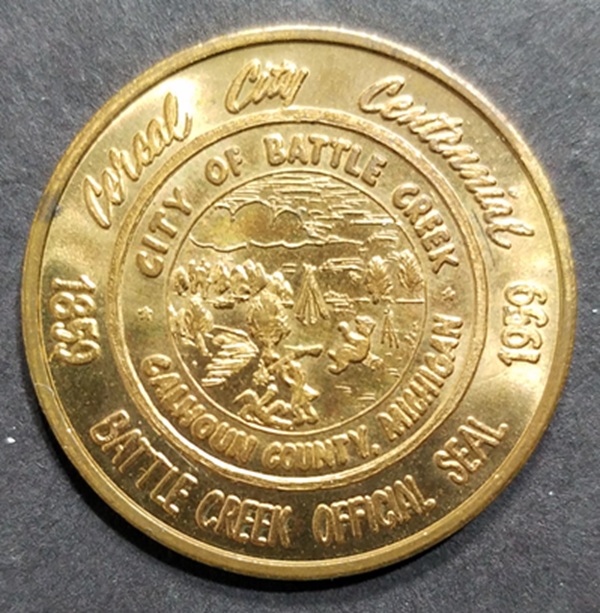 Cereal City Centennial
1859
1959
BATTLE CREEK OFFICIAL SEAL
CITY OF BATTLE CREEK
CALHOUN COUNTY, MICHIGAN